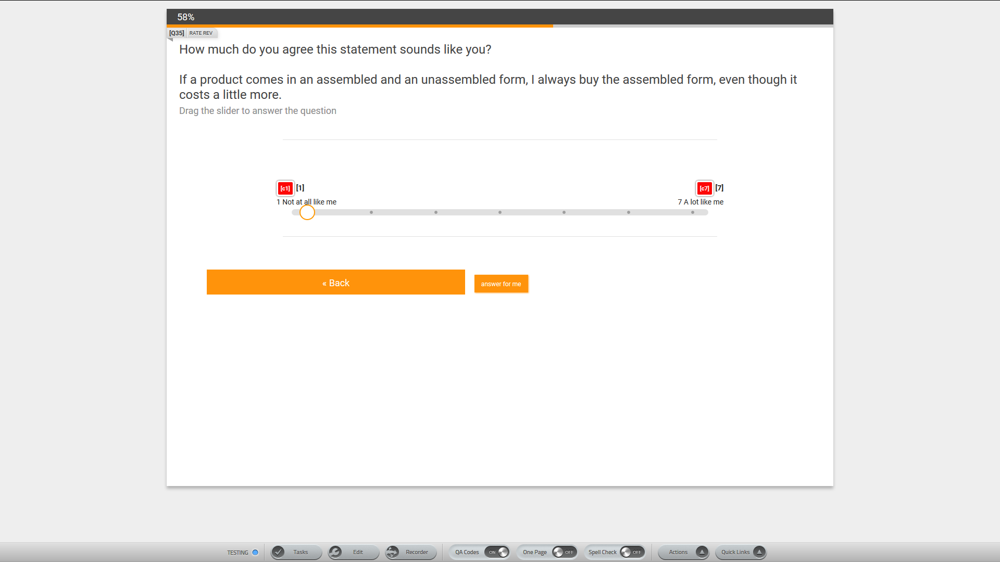 58%
[Q35] RATE REV
How much do you agree this statement sounds like you?
If a product comes in an assembled and an unassembled form, I always buy the assembled form, even though it
costs a little more.
Drag the slider to answer the question
[c1] [1] [c7] [7]
1 Not at all like me 7 A lot like me
« Back answer for me
TESTING Tasks Edit Recorder QA Codes ON One Page OFF Spell Check OFF Actions Quick Links